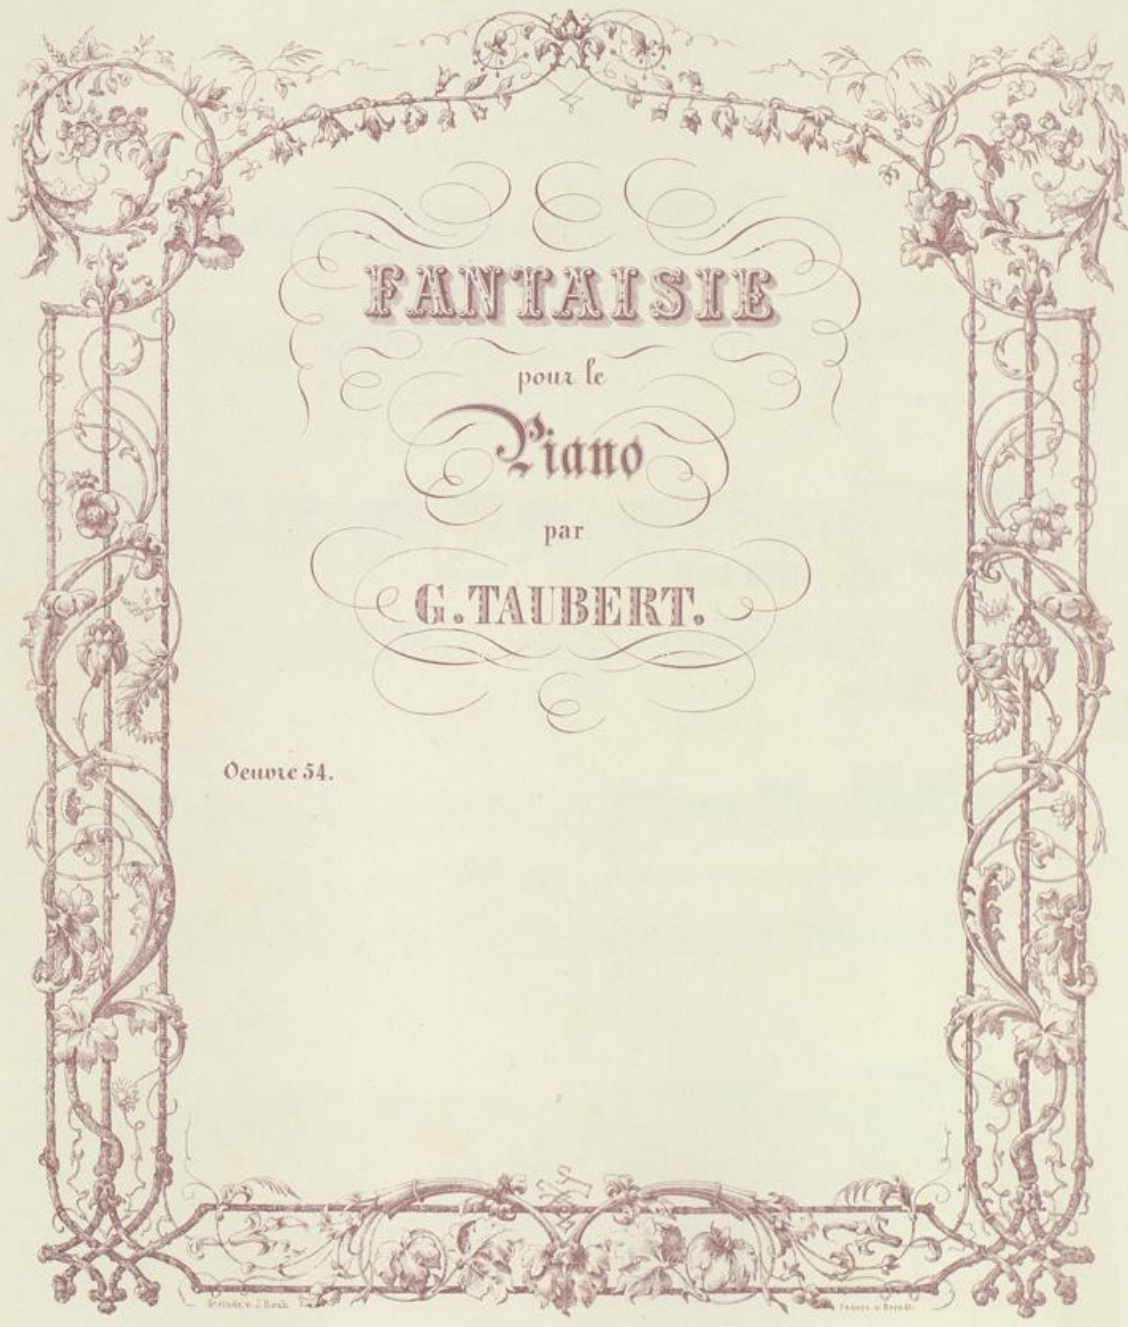 FANTAISIE
pour le
Piano
par
G. TAUBERT.
Oeuvre 54.